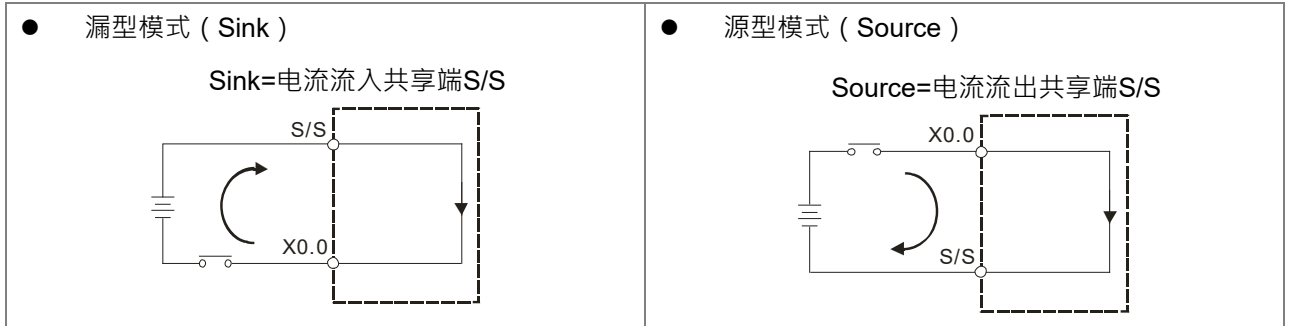 ● 漏型模式（Sink）
Sink=电流流入共享端S/S
S/S
X0.0
● 源型模式（Source）
Source=电流流出共享端S/S
X0.0
S/S